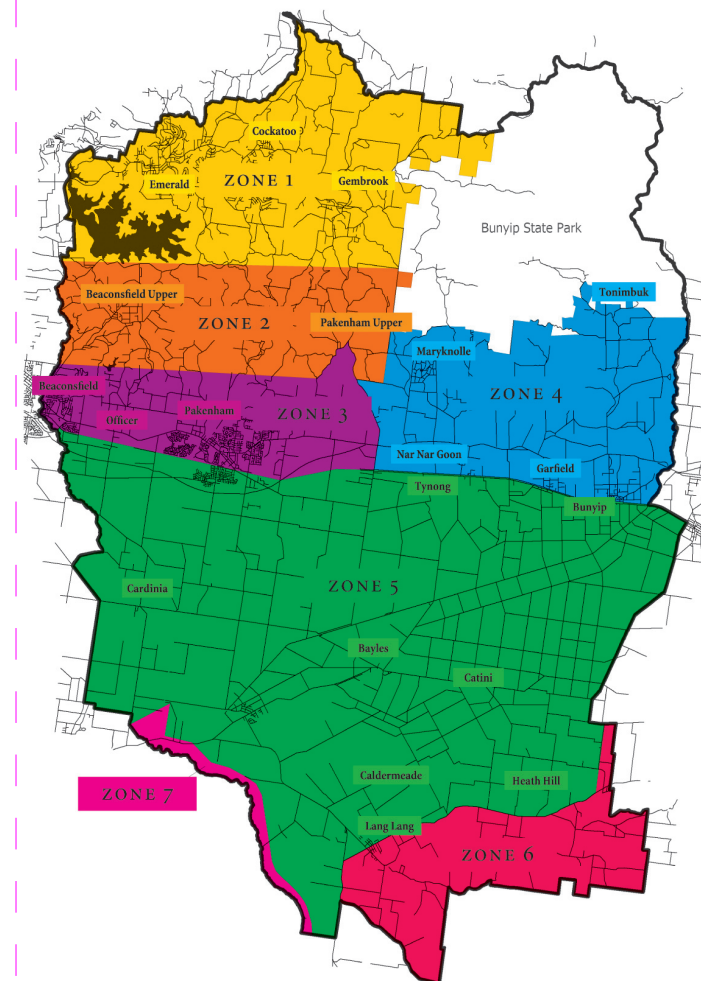 Cockatoo
Emerald
ZONE 1
Gembrook
Bunyip State Park
Beaconsfield Upper
Tonimbuk
ZONE 2
Pakenham Upper
Maryknolle
Beaconsfield
ZONE 4
Pakenham
Officer
ZONE 3
Nar Nar Goon
Garfield
Tynong
Bunyip
Cardinia
ZONE 5
Bayles
Catini
Caldermeade
Heath Hill
ZONE 7
Lang Lang
ZONE 6